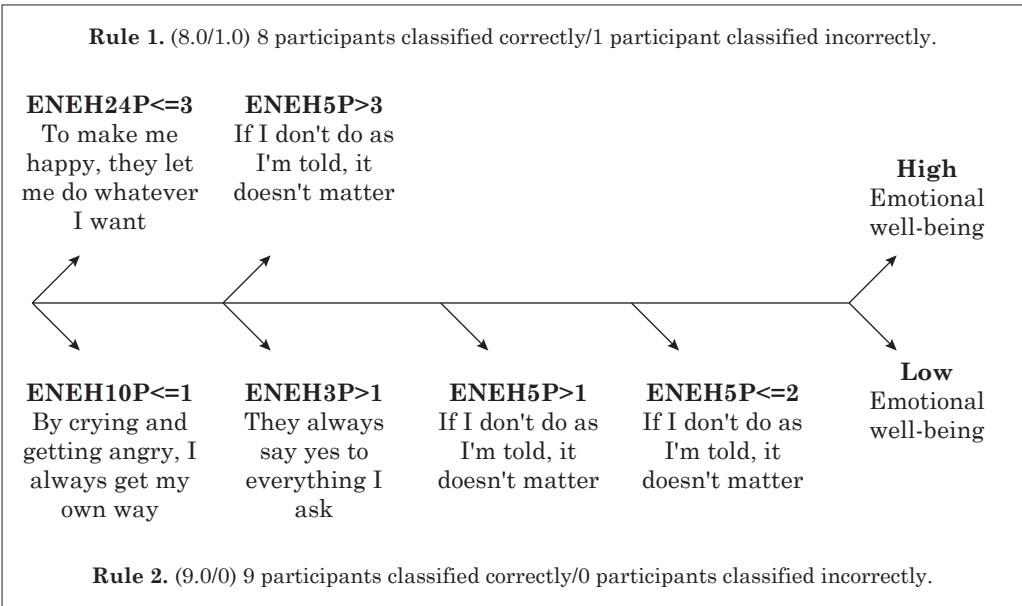 Rule 1. (8.0/1.0) 8 participants classified correctly/1 participant classified incorrectly.
ENEH24P<=3
To make me
happy, they let
me do whatever
I want
ENEH5P>3
If I don't do as
I'm told, it
doesn't matter
High
Emotional
well-being
ENEH10P<=1
By crying and
getting angry, I
always get my
own way
ENEH3P>1
They always
say yes to
everything I
ask
ENEH5P>1
If I don't do as
I'm told, it
doesn't matter
ENEH5P<=2
If I don't do as
I'm told, it
doesn't matter
Low
Emotional
well-being
Rule 2. (9.0/0) 9 participants classified correctly/0 participants classified incorrectly.